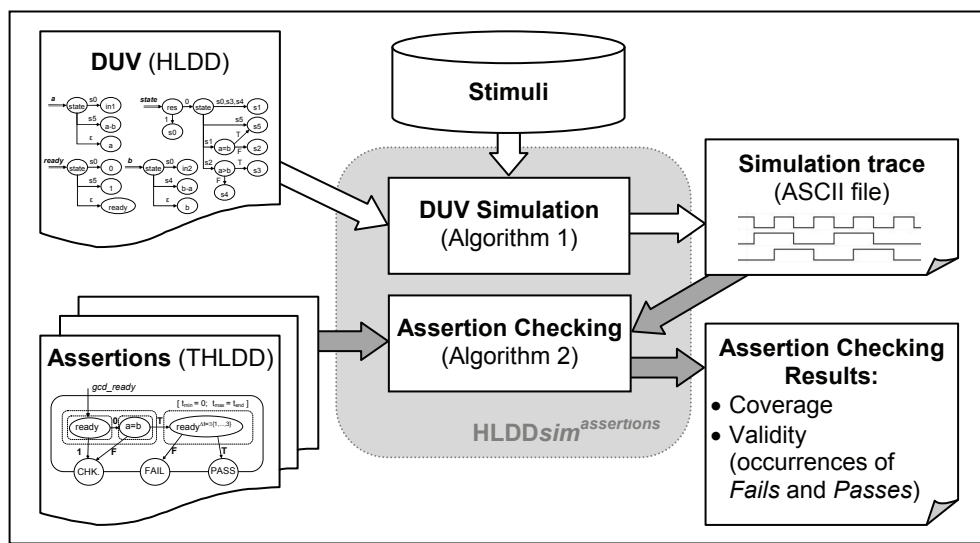 DUV (HLDD)
a
state
s0
in1
s5
a-b
ε
a
state
res
0
state
s0,s3,s4
s1
1
s0
s5
s5
s1
a=b
T
F
s2
s2
a>b
T
s3
F
s4
ready
state
s0
0
s5
1
ε
ready
b
state
s0
in2
s4
b-a
ε
b
Stimuli
DUV Simulation
(Algorithm 1)
Simulation trace
(ASCII file)
Assertions (THLDD)
gcd_ready
[ tmin = 0; tmax = tend ]
ready
0
a=b
T
1
F
F
T
CHK.
FAIL
PASS
Assertion Checking
(Algorithm 2)
HLDDsim^assertions
Assertion Checking
Results:
• Coverage
• Validity
(occurrences of
Fails and Passes)